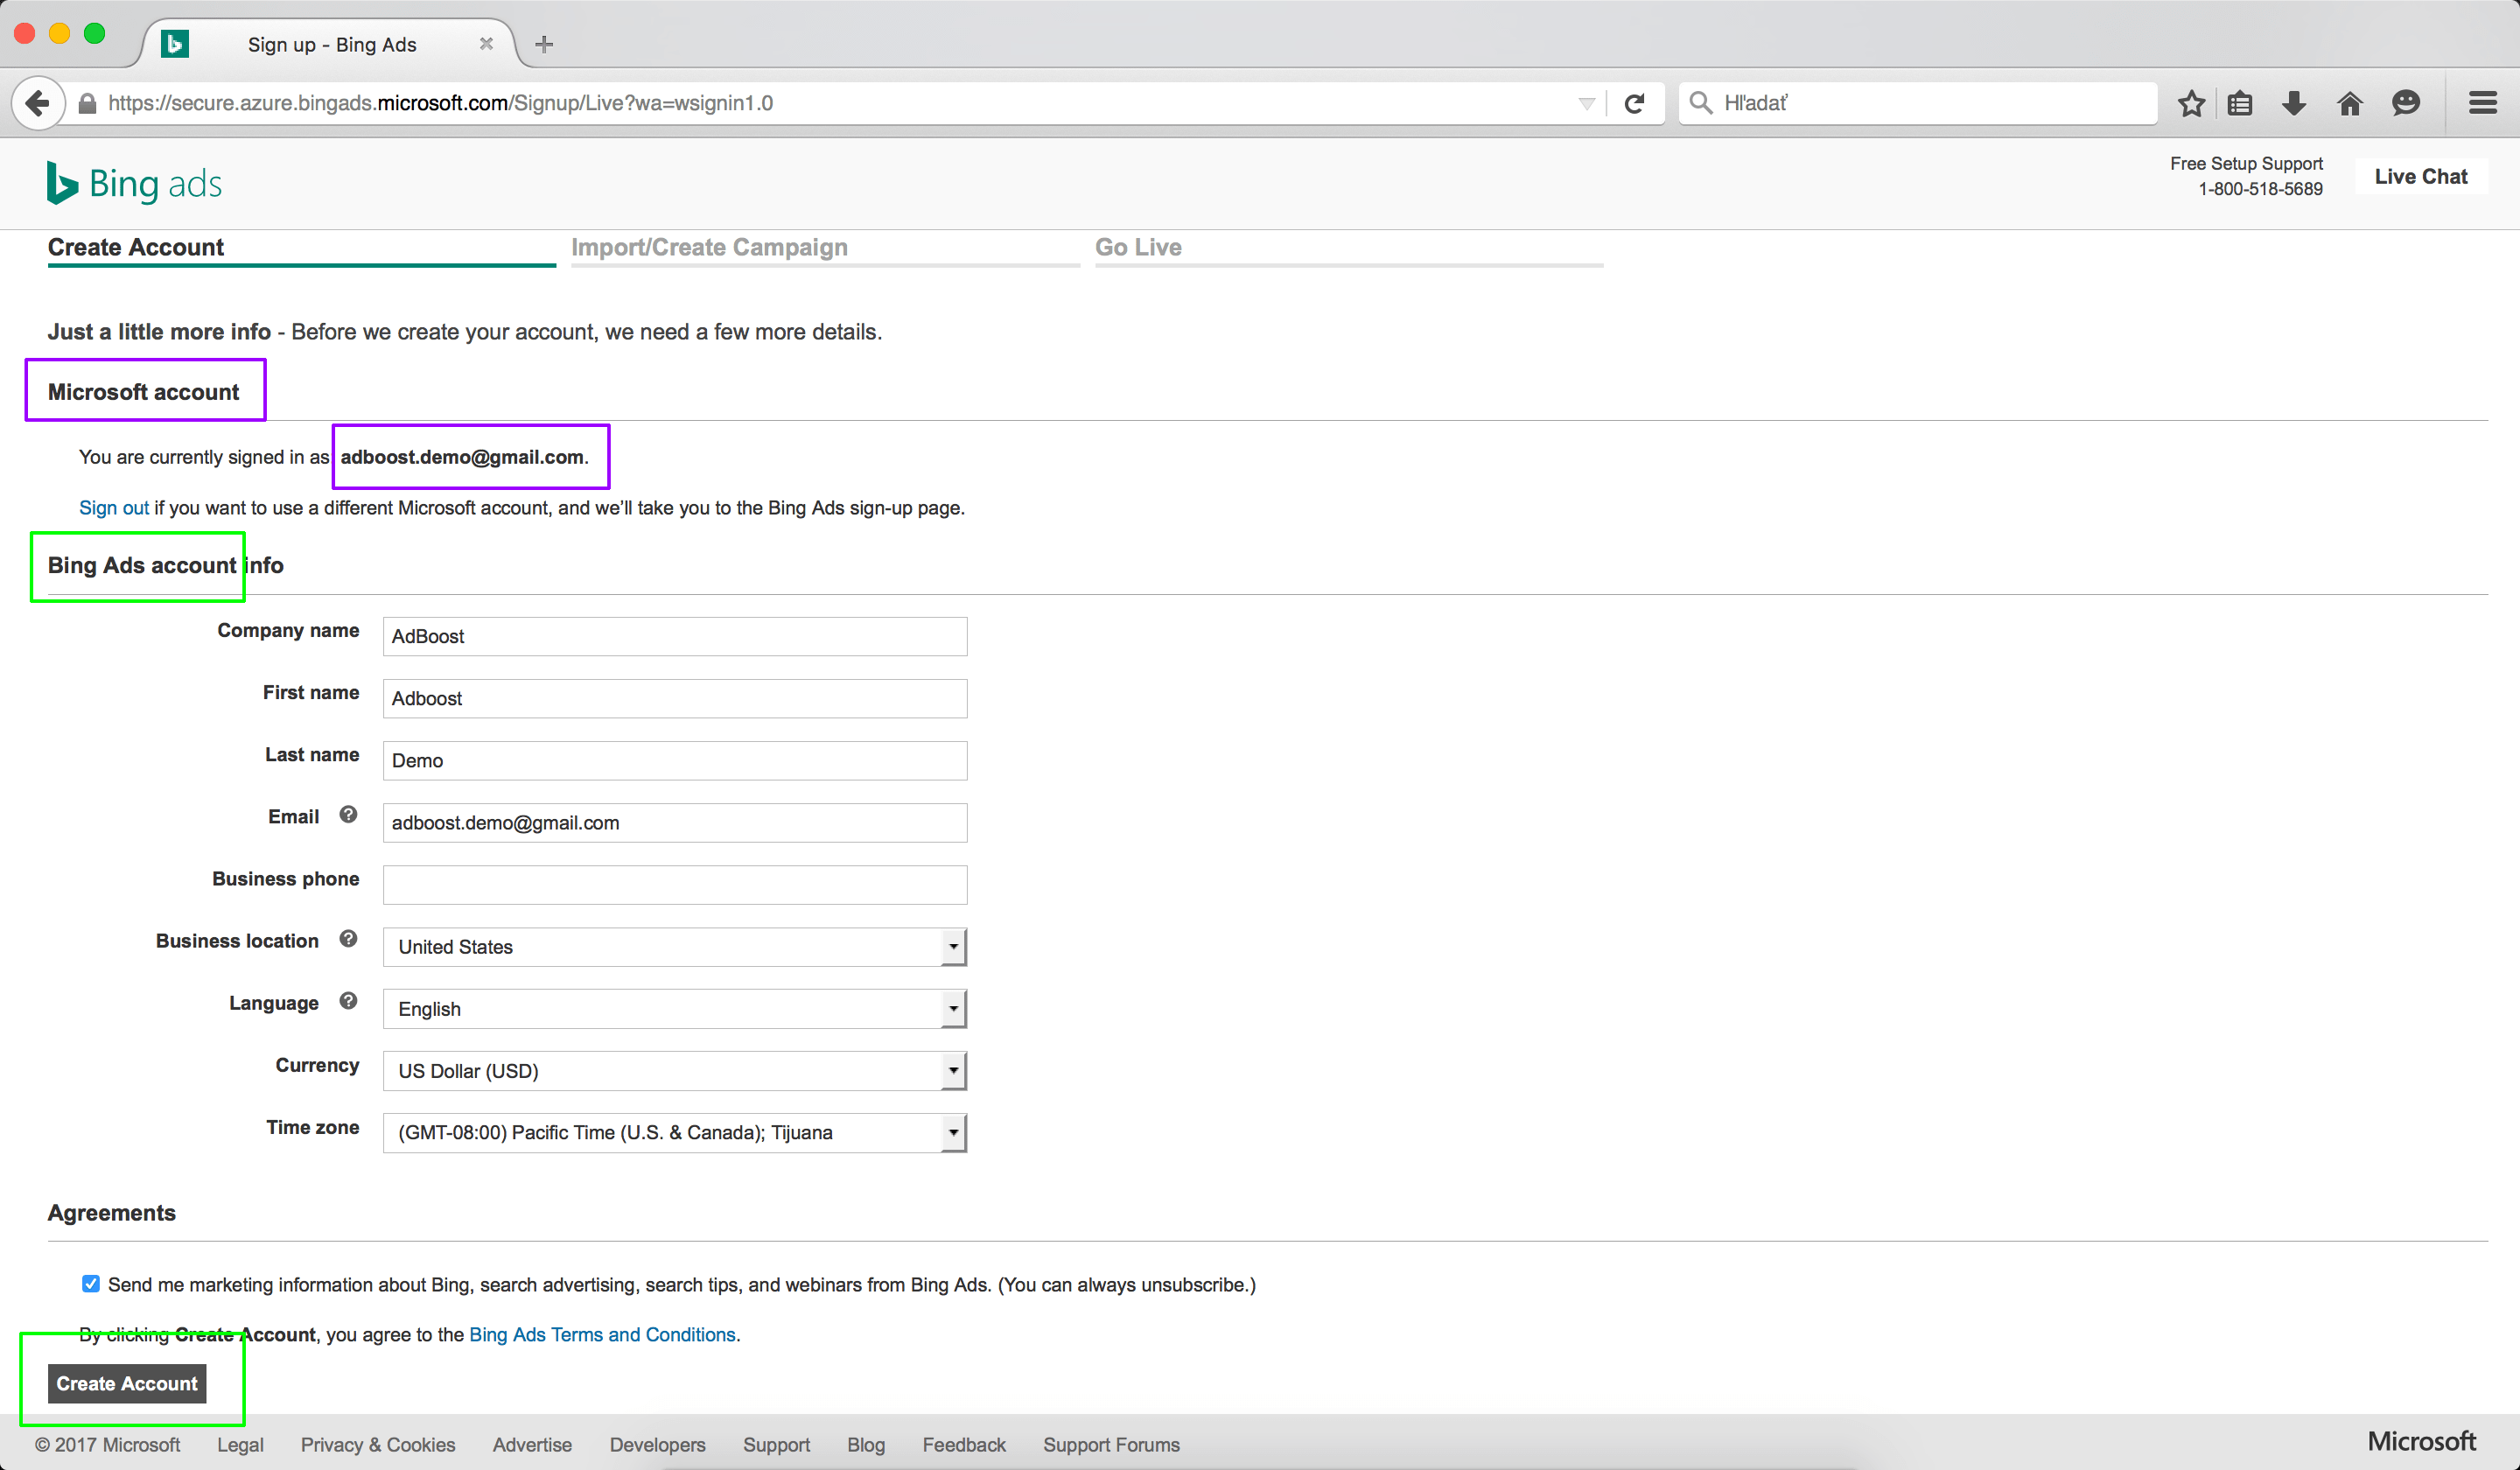 Sign up - Bing Ads
https://secure.azure.bingads.microsoft.com/Signup/Live?wa=wsignin1.0
Hľadať
Bing ads
Free Setup Support
1-800-518-5689
Live Chat
Create Account
Import/Create Campaign
Go Live
Just a little more info - Before we create your account, we need a few more details.
Microsoft account
You are currently signed in as adboost.demo@gmail.com.
Sign out if you want to use a different Microsoft account, and we'll take you to the Bing Ads sign-up page.
Bing Ads account info
Company name AdBoost
First name Adboost
Last name Demo
Email adboost.demo@gmail.com
Business phone
Business location United States
Language English
Currency US Dollar (USD)
Time zone (GMT-08:00) Pacific Time (U.S. & Canada); Tijuana
Agreements
Send me marketing information about Bing, search advertising, search tips, and webinars from Bing Ads. (You can always unsubscribe.)
By clicking Create Account, you agree to the Bing Ads Terms and Conditions.
Create Account
© 2017 Microsoft Legal Privacy & Cookies Advertise Developers Support Blog Feedback Support Forums
Microsoft